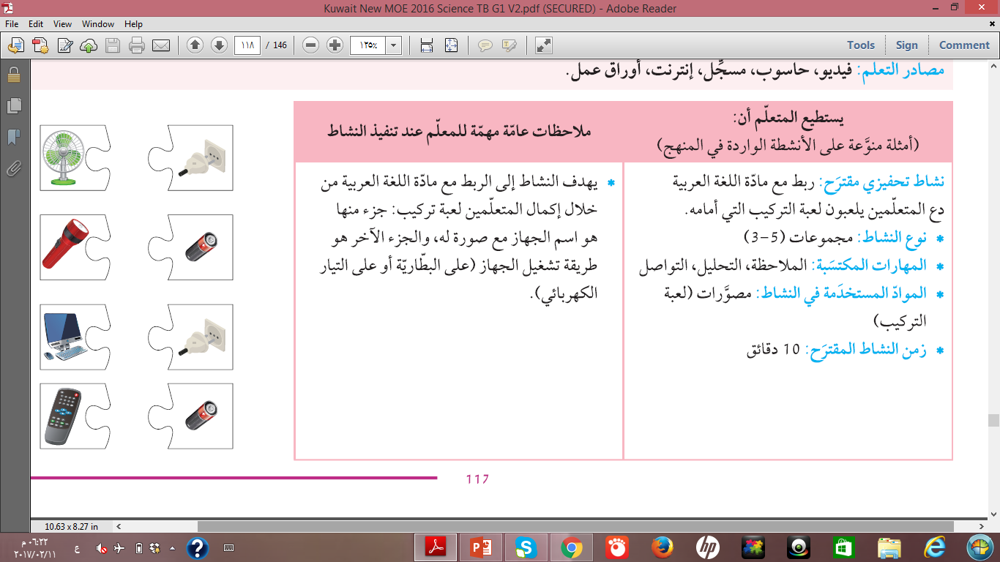 Kuwait New MOE 2016 Science TB G1 V2.pdf (SECURED) - Adobe Reader
File Edit View Window Help
١١٨ / 146 ١٢٥٪ Tools Sign Comment
مصادر التعلّم: فيديو، حاسوب، مسجِّل، إنترنت، أوراق عمل.
يستطيع المتعلّم أن:
(أمثلة منوَّعة على الأنشطة الواردة في المنهج)
ملاحظات عامّة مهمّة للمعلّم عند تنفيذ النشاط
نشاط تحفيزي مقترَح: ربط مع مادّة اللغة العربية
دع المتعلّمين يلعبون لعبة التركيب التي أمامه.
* نوع النشاط: مجموعات (3-5)
* المهارات المكتسَبة: الملاحظة، التحليل، التواصل
* الموادّ المستخدَمة في النشاط: مصوَّرات (لعبة
التركيب)
* زمن النشاط المقترَح: 10 دقائق
* يهدف النشاط إلى الربط مع مادّة اللغة العربية من
خلال إكمال المتعلّمين لعبة تركيب: جزء منها
هو اسم الجهاز مع صورة له، والجزء الآخر هو
طريقة تشغيل الجهاز (على البطّاريّة أو على التيار
الكهربائي).
117
10.63 x 8.27 in
ع
٠٦:٢٢ م
٢٠١٧/٠٢/١١